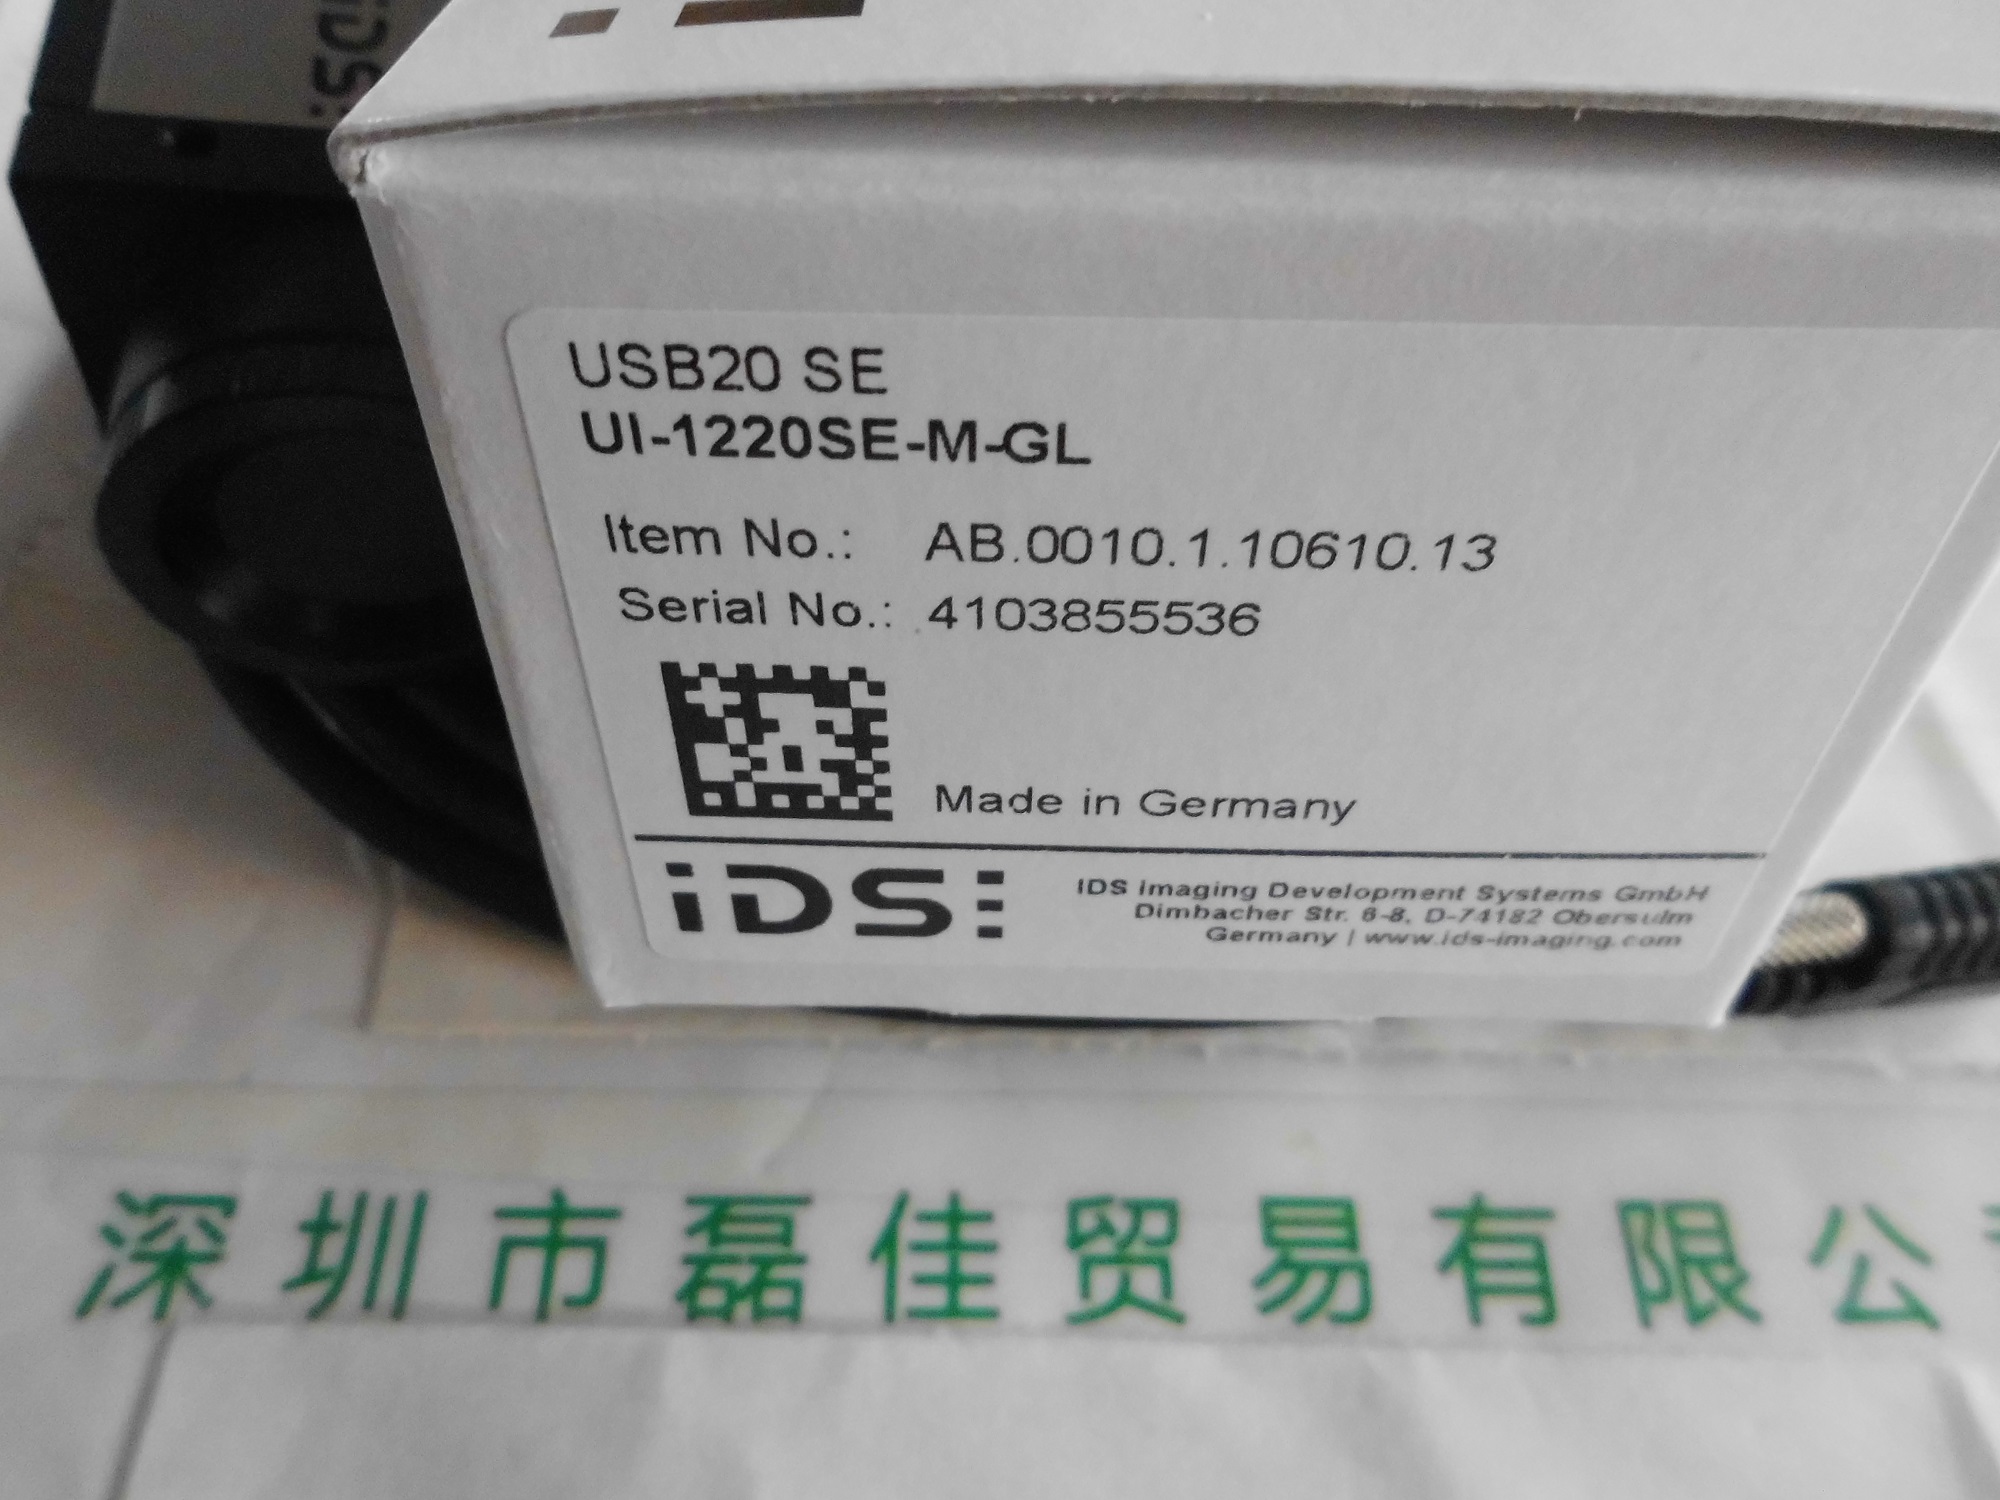 USB20 SE
UI-1220SE-M-GL
Item No.: AB.0010.1.10610.13
Serial No.: 4103855536
Made in Germany
iDS:
IDS Imaging Development Systems GmbH
Dimbacher Str. 6-8, D-74182 Obersulm
Germany | www.ids-imaging.com
深圳市磊佳贸易有限公